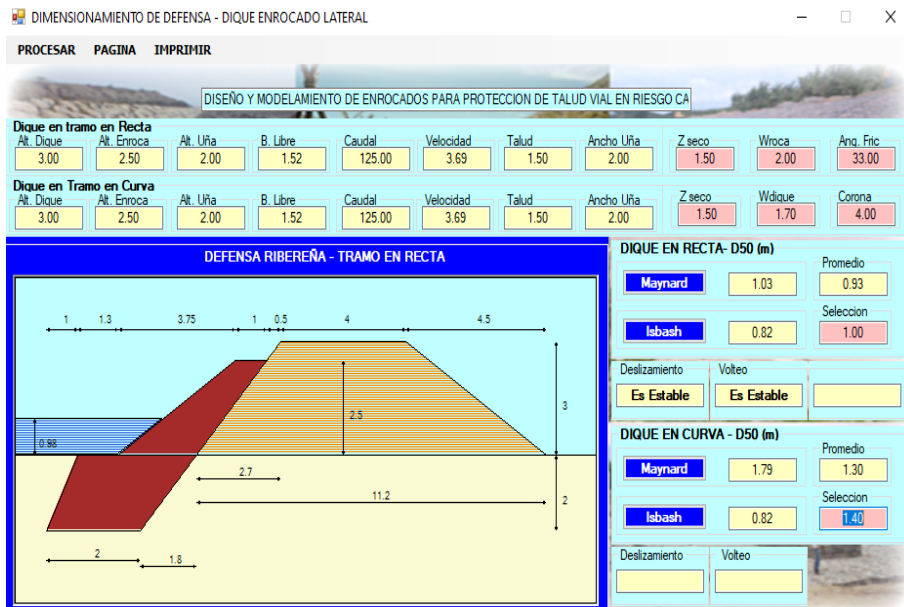 DIMENSIONAMIENTO DE DEFENSA - DIQUE ENROCADO LATERAL
PROCESAR PAGINA IMPRIMIR
DISEÑO Y MODELAMIENTO DE ENROCADOS PARA PROTECCION DE TALUD VIAL EN RIESGO CA
Dique en tramo en Recta
Alt. Dique Alt. Enroca Alt. Uña B. Libre Caudal Velocidad Talud Ancho Uña Z seco Wroca Ang. Fric
3.00 2.50 2.00 1.52 125.00 3.69 1.50 2.00 1.50 2.00 33.00
Dique en Tramo en Curva
Alt. Dique Alt. Enroca Alt. Uña B. Libre Caudal Velocidad Talud Ancho Uña Z seco Wdique Corona
3.00 2.50 2.00 1.52 125.00 3.69 1.50 2.00 1.50 1.70 4.00
DEFENSA RIBEREÑA - TRAMO EN RECTA
1 1.3 3.75 1 0.5 4 4.5
2.5
3
0.98
2.7
11.2
2
2
1.8
DIQUE EN RECTA- D50 (m)
Promedio
Maynard 1.03 0.93
Seleccion
Isbash 0.82 1.00
Deslizamiento Volteo
Es Estable Es Estable
DIQUE EN CURVA - D50 (m)
Promedio
Maynard 1.79 1.30
Seleccion
Isbash 0.82 1.40
Deslizamiento Volteo